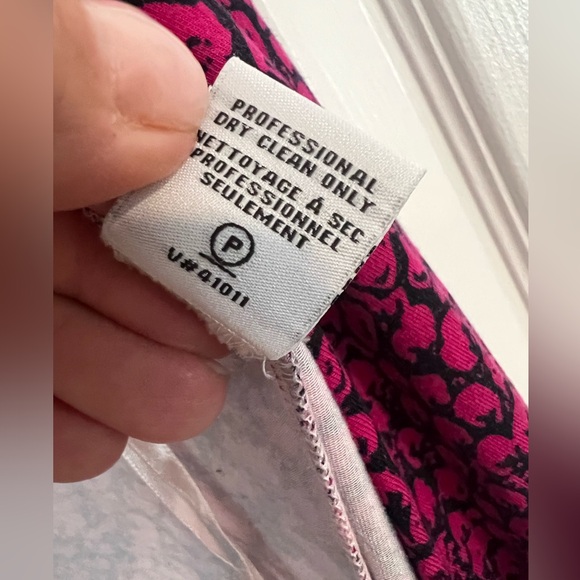 PROFESSIONAL
DRY CLEAN ONLY
NETTOYAGE À SEC
PROFESSIONNEL
SEULEMENT
P
V#41011